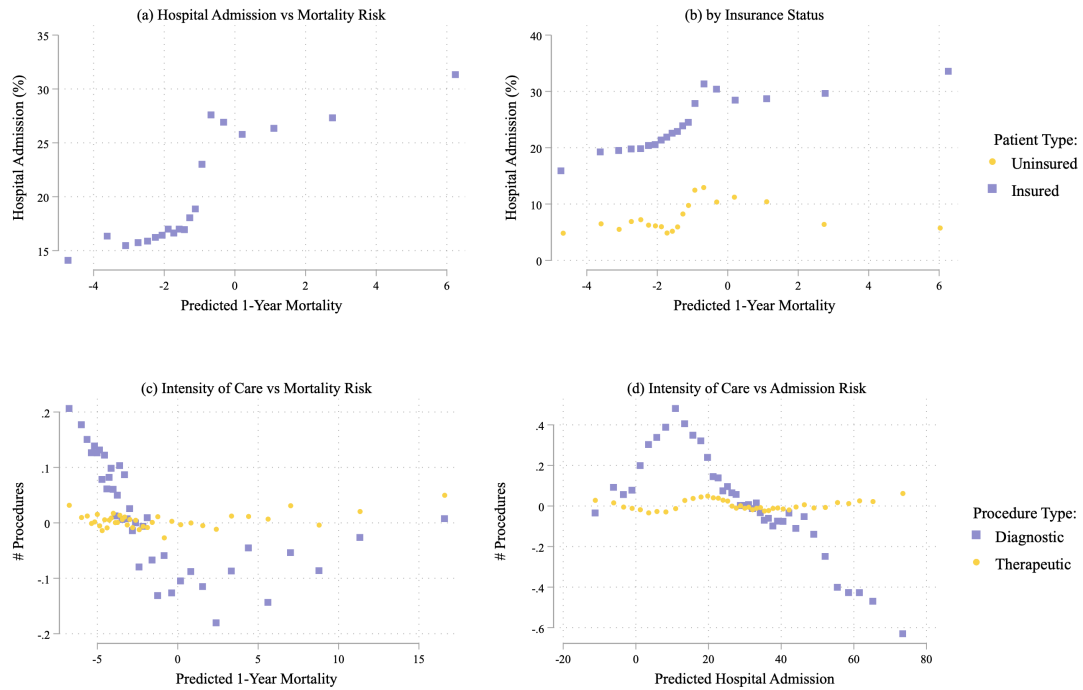 (a) Hospital Admission vs Mortality Risk
35
30
25
20
15
Hospital Admission (%)
-4 -2 0 2 4 6
Predicted 1-Year Mortality
(b) by Insurance Status
40
30
20
10
0
Hospital Admission (%)
-4 -2 0 2 4 6
Predicted 1-Year Mortality
Patient Type:
Uninsured
Insured
(c) Intensity of Care vs Mortality Risk
.2
.1
0
-.1
-.2
# Procedures
-5 0 5 10 15
Predicted 1-Year Mortality
(d) Intensity of Care vs Admission Risk
.4
.2
0
-.2
-.4
-.6
# Procedures
-20 0 20 40 60 80
Predicted Hospital Admission
Procedure Type:
Diagnostic
Therapeutic